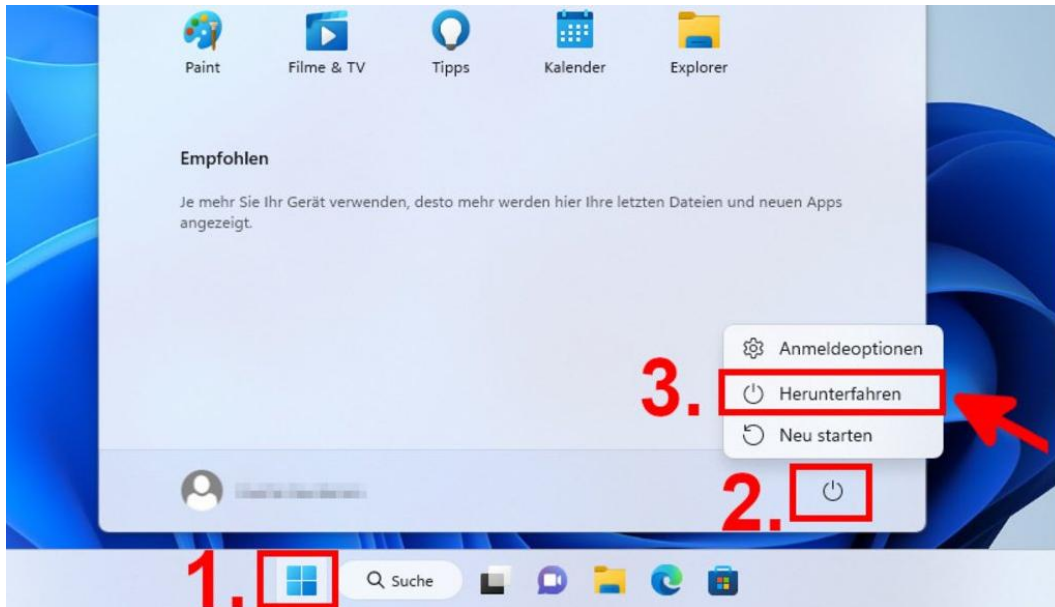 Paint Filme & TV Tipps Kalender Explorer
Empfohlen
Je mehr Sie Ihr Gerät verwenden, desto mehr werden hier Ihre letzten Dateien und neuen Apps
angezeigt.
Anmeldeoptionen
3. Herunterfahren
Neu starten
2.
1. Suche